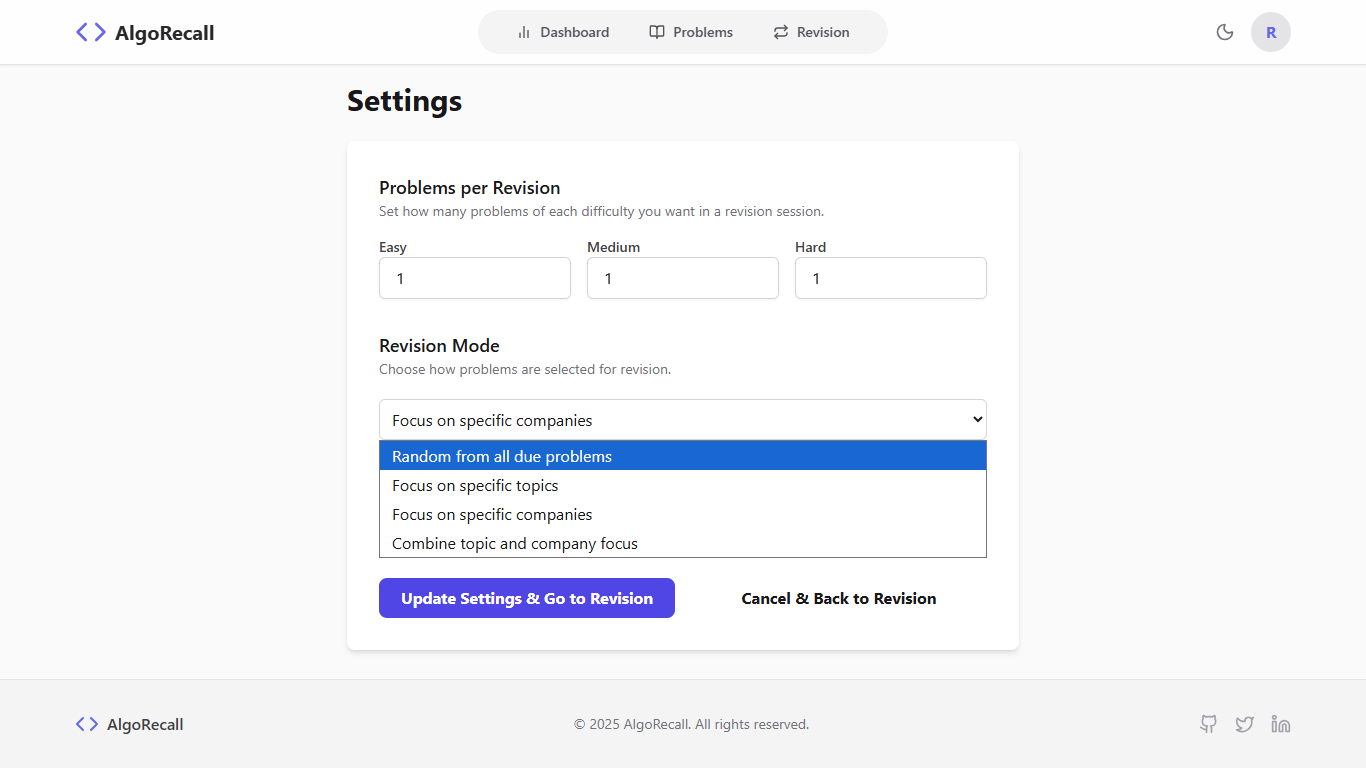 AlgoRecall
Dashboard Problems Revision
R
Settings
Problems per Revision
Set how many problems of each difficulty you want in a revision session.
Easy Medium Hard
1 1 1
Revision Mode
Choose how problems are selected for revision.
Focus on specific companies
Random from all due problems
Focus on specific topics
Focus on specific companies
Combine topic and company focus
Update Settings & Go to Revision Cancel & Back to Revision
AlgoRecall © 2025 AlgoRecall. All rights reserved.